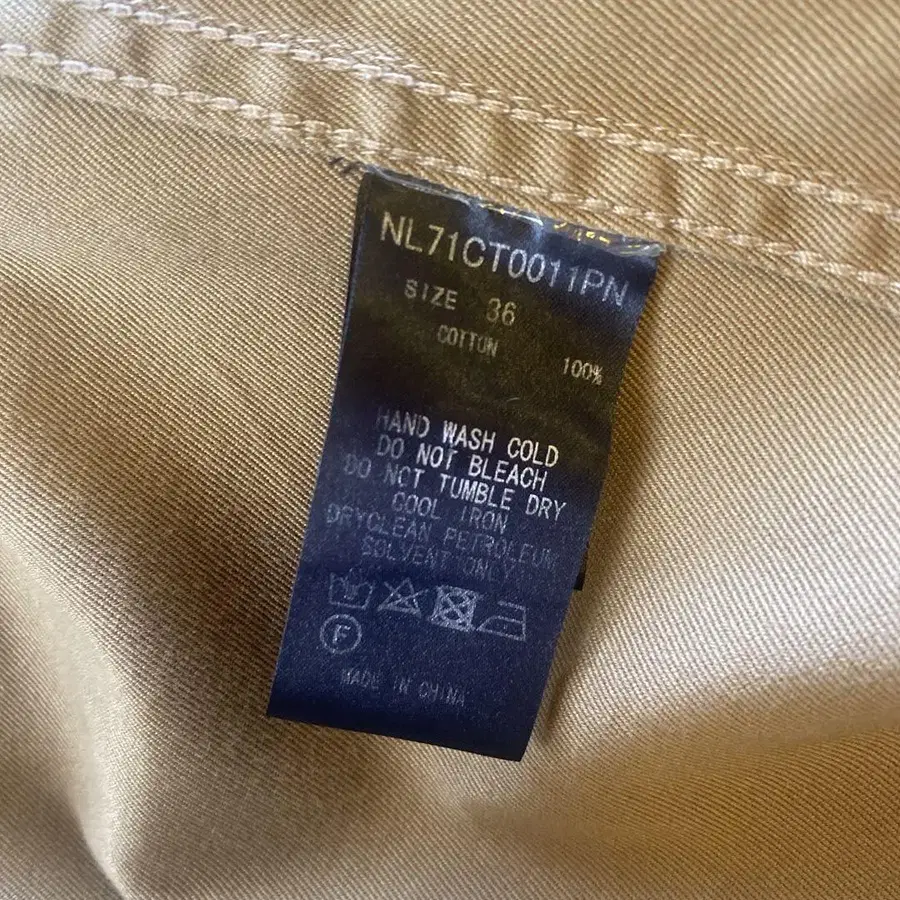 NL71CT0011PN
SIZE 36
COTTON
100%
HAND WASH COLD
DO NOT BLEACH
DO NOT TUMBLE DRY
COOL IRON
DRYCLEAN PETROLEUM
SOLVENT ONLY
F
MADE IN CHINA